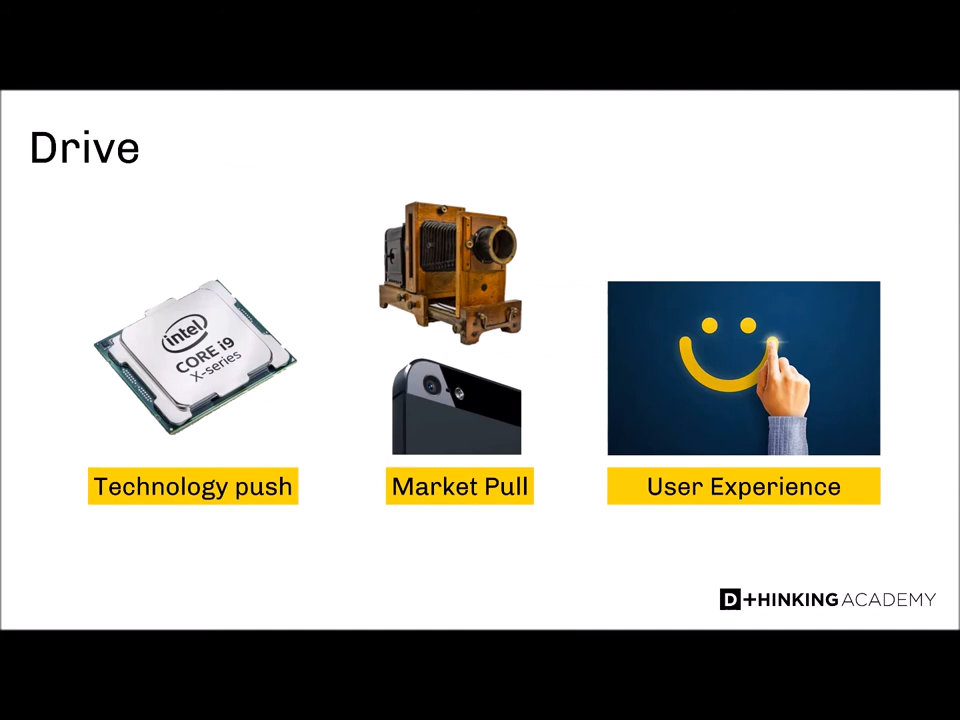 Drive
intel
CORE i9
X-series
Technology push
Market Pull
User Experience
D+HINKING ACADEMY